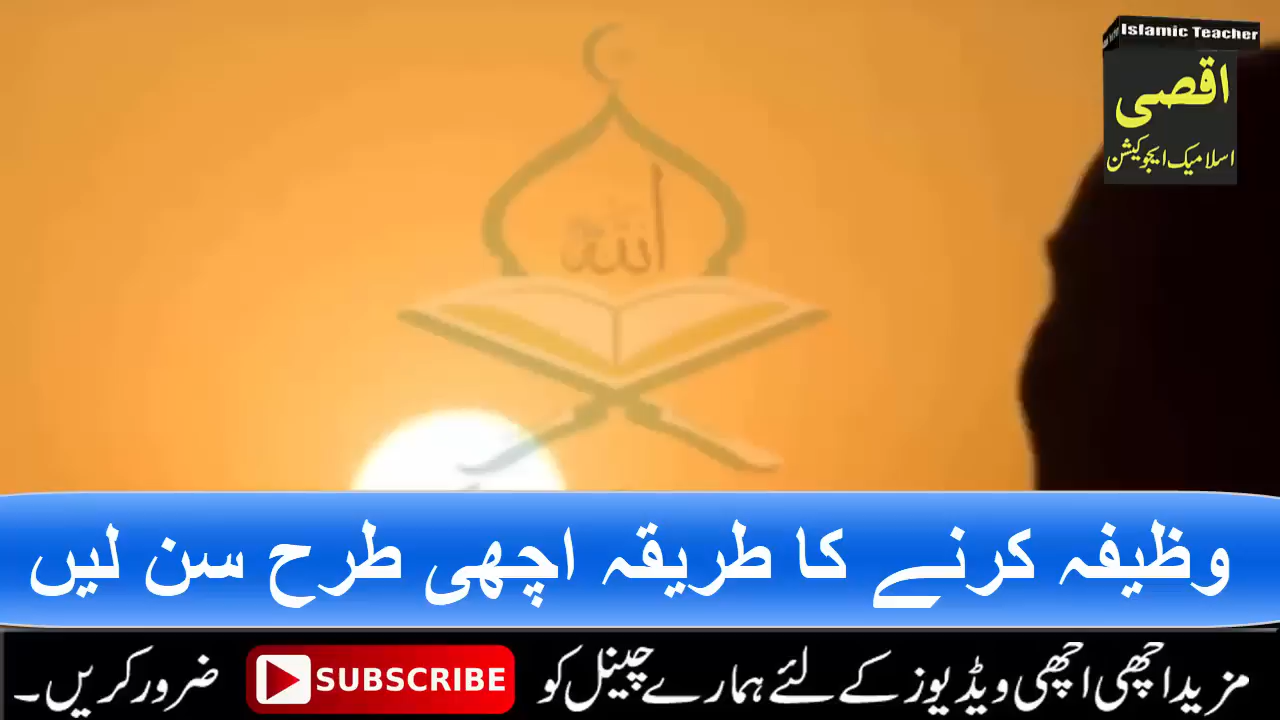 Islamic Teacher
اقصی
اسلامیک ایجوکیشن
الله
وظیفہ کرنے کا طریقہ اچھی طرح سن لیں
مزید اچھی اچھی ویڈیوز کے لئے ہمارے چینل کو SUBSCRIBE ضرور کریں۔